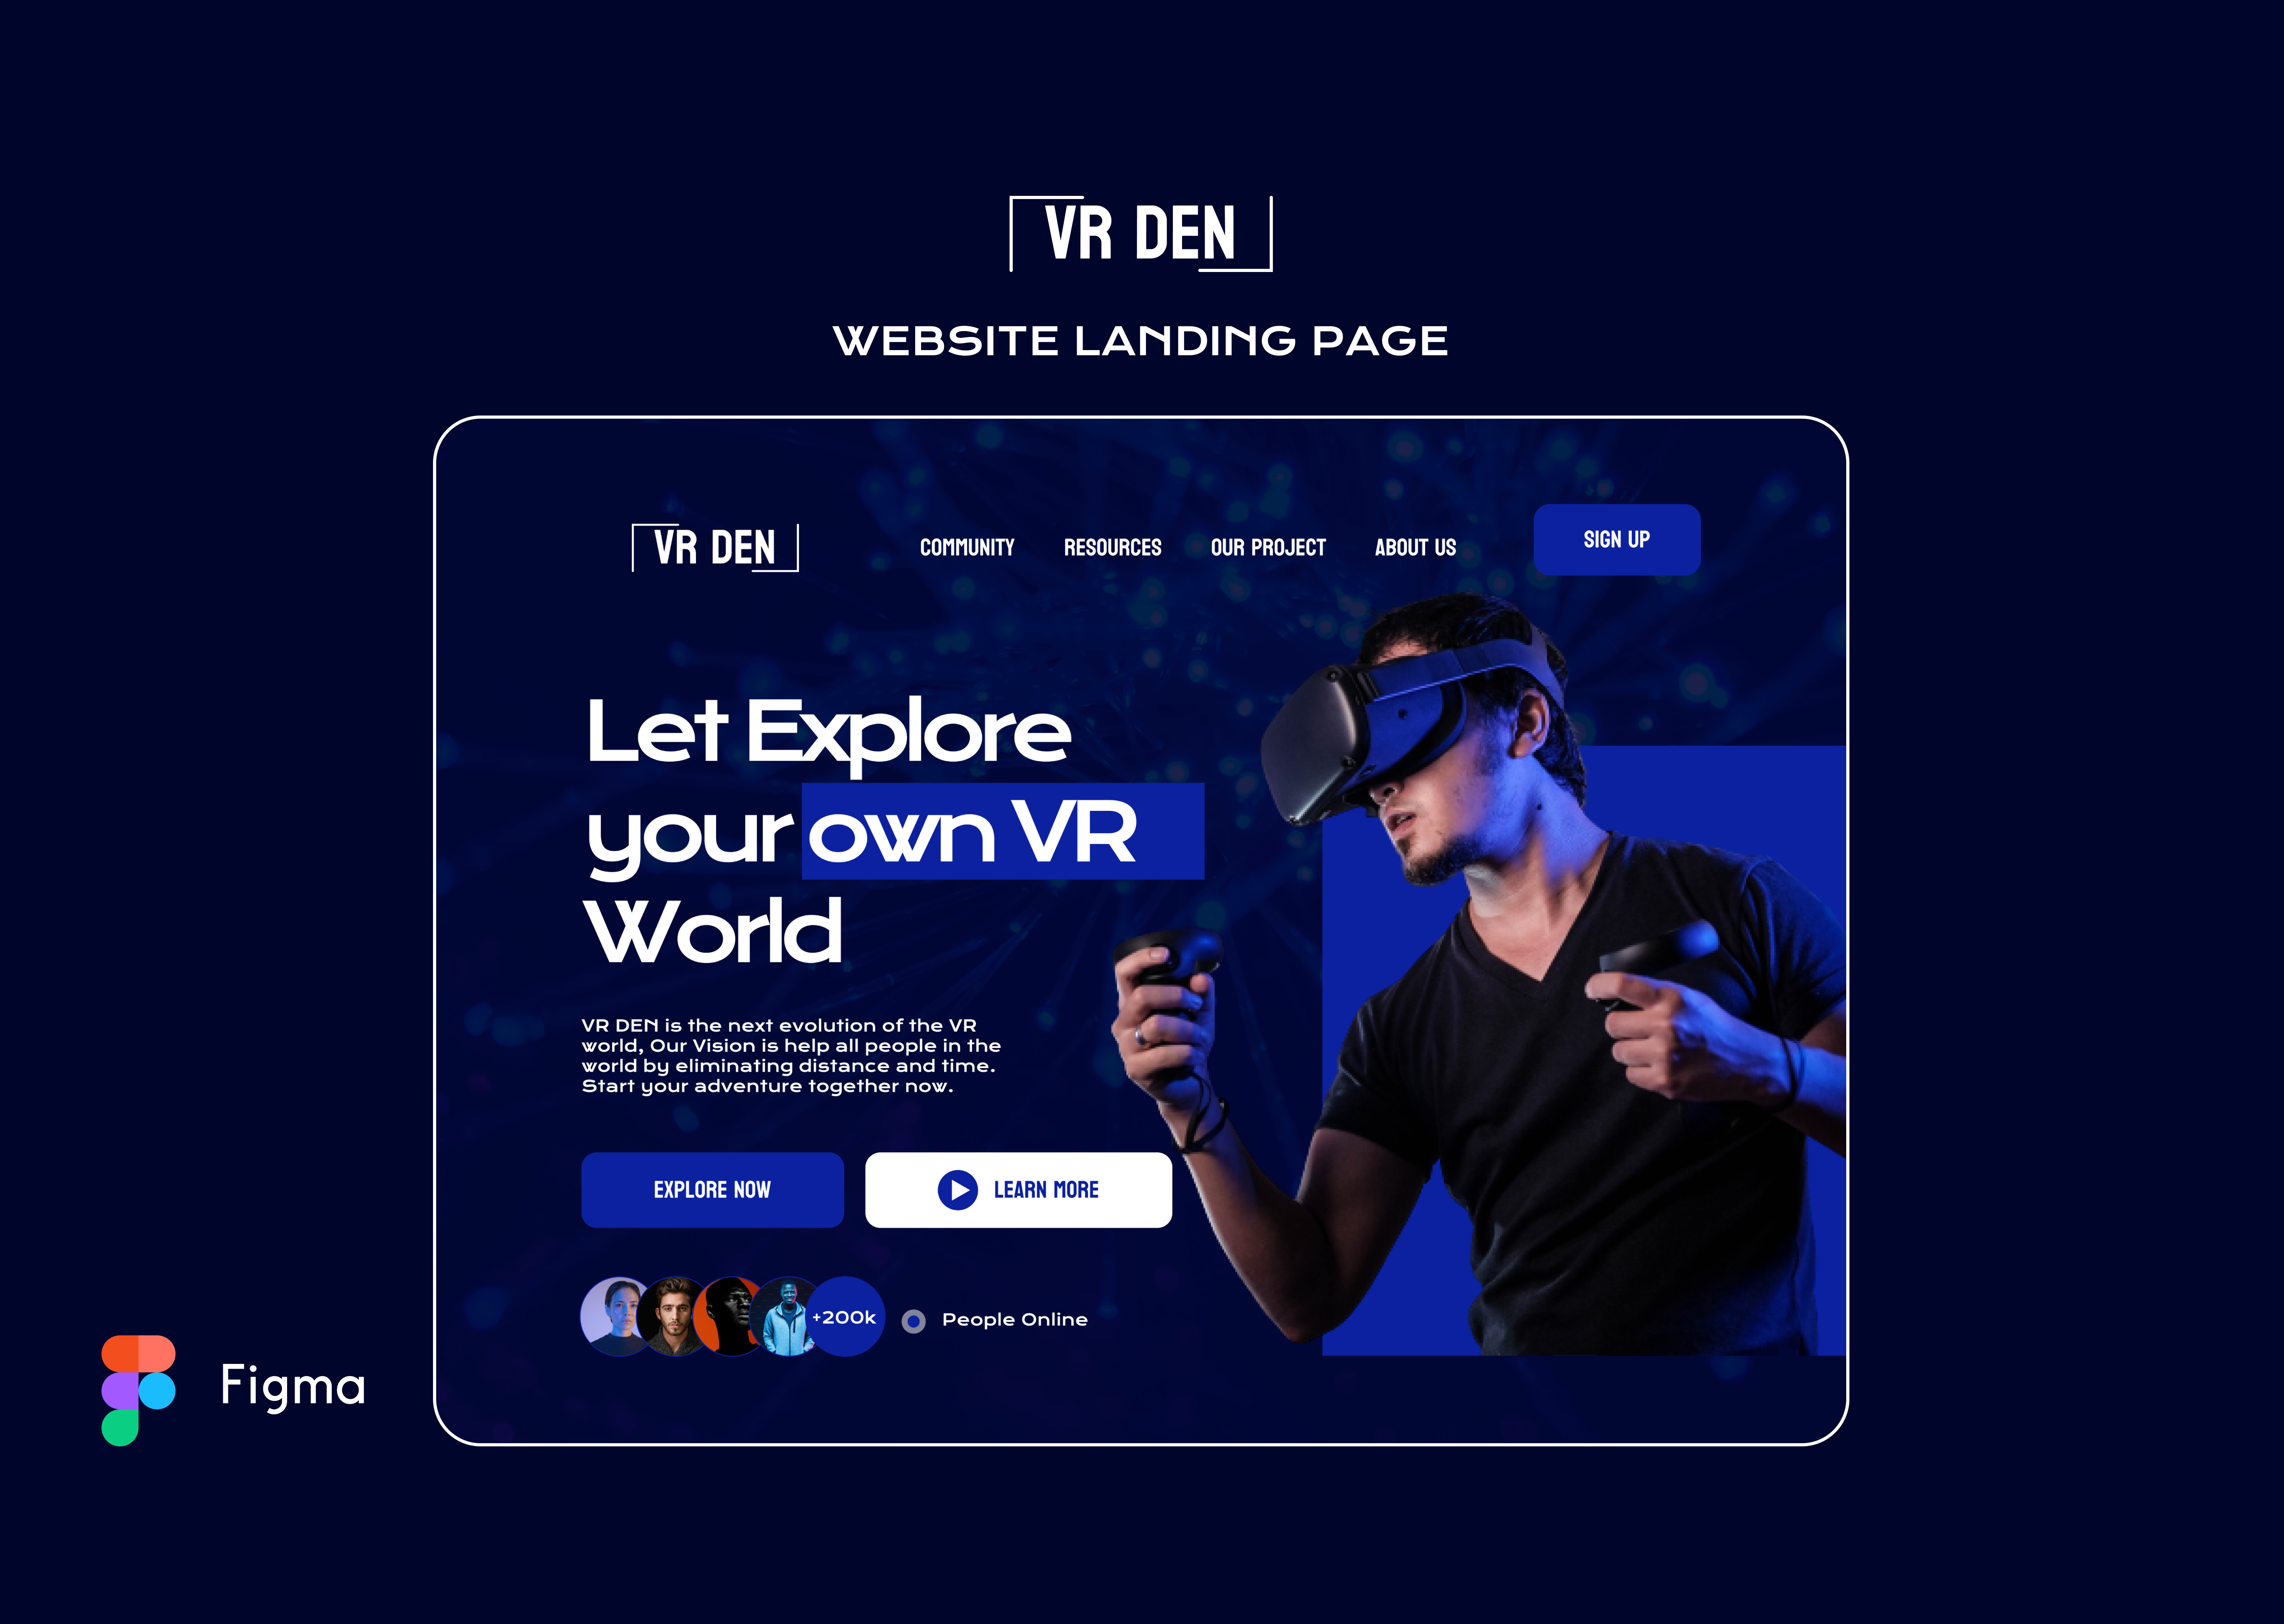 VR DEN
WEBSITE LANDING PAGE
VR DEN
COMMUNITY
RESOURCES
OUR PROJECT
ABOUT US
SIGN UP
Let Explore
your own VR
World
VR DEN is the next evolution of the VR
world, Our Vision is help all people in the
world by eliminating distance and time.
Start your adventure together now.
EXPLORE NOW
LEARN MORE
+200k
People Online
Figma